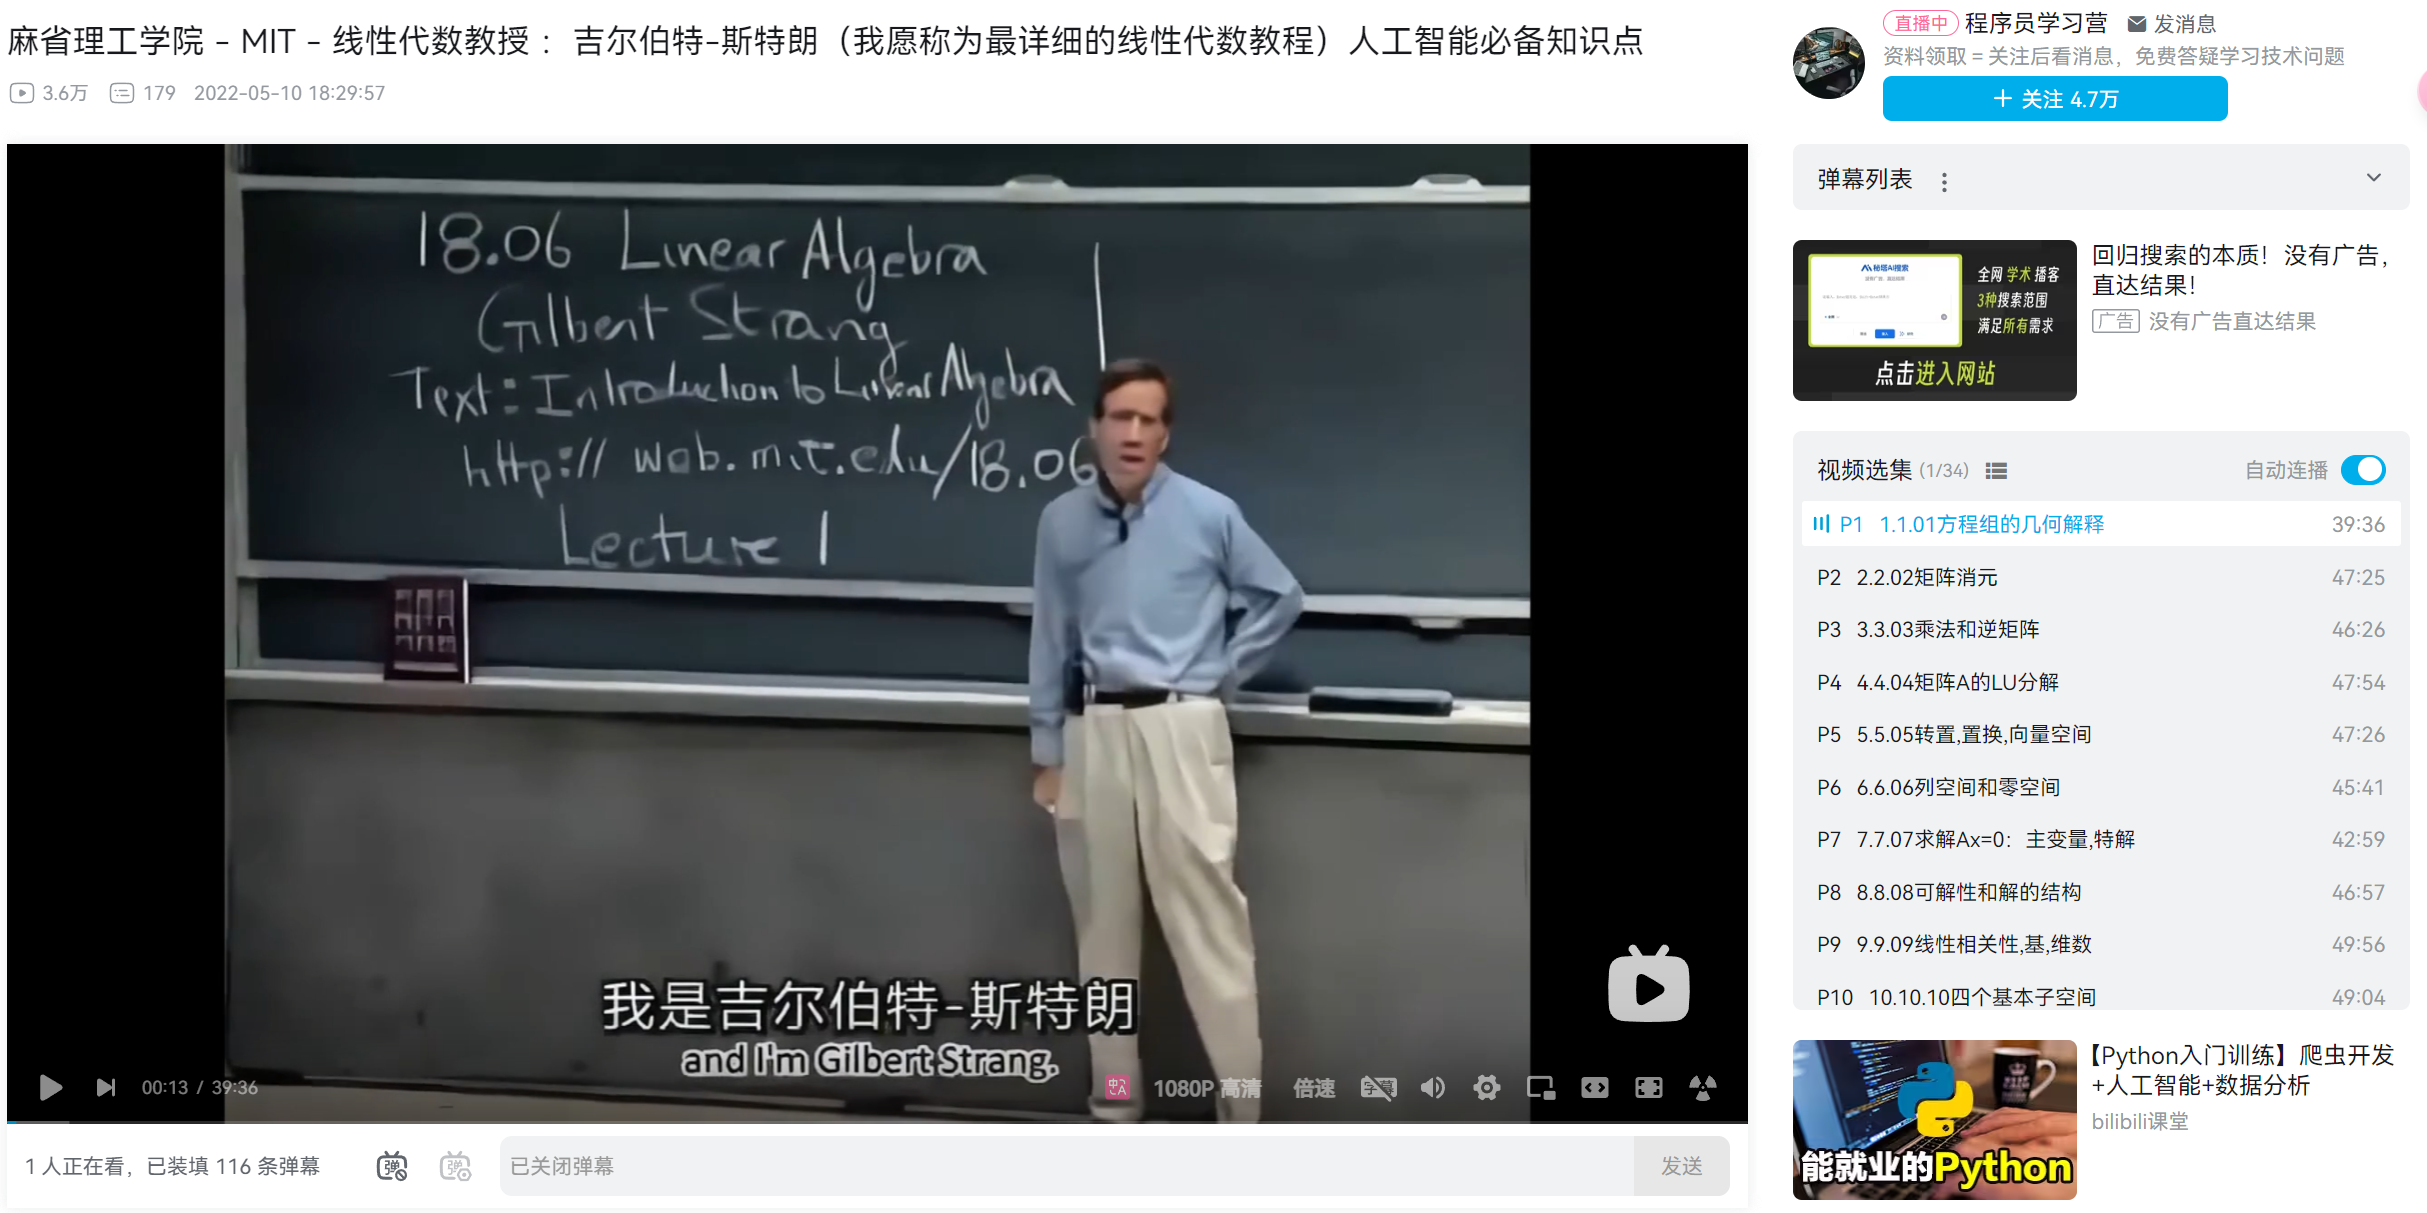 麻省理工学院 - MIT - 线性代数教授 ：吉尔伯特-斯特朗（我愿称为最详细的线性代数教程）人工智能必备知识点
3.6万 179 2022-05-10 18:29:57
18.06 Linear Algebra
Gilbert Strang
Text: Introduction to Linear Algebra
http:// web.mit.edu/18.06
Lecture 1
我是吉尔伯特-斯特朗
and I'm Gilbert Strang.
00:13 / 39:36
中A
1080P 高清 倍速 字幕
1 人正在看，已装填 116 条弹幕 弹 弹 已关闭弹幕 发送
直播中 程序员学习营 发消息
资料领取＝关注后看消息，免费答疑学习技术问题
+ 关注 4.7万
弹幕列表
秘塔AI搜索
全网 学术 播客
3种搜索范围
满足所有需求
点击进入网站
回归搜索的本质！没有广告，
直达结果！
广告 没有广告直达结果
视频选集 (1/34) 自动连播
P1 1.1.01方程组的几何解释 39:36
P2 2.2.02矩阵消元 47:25
P3 3.3.03乘法和逆矩阵 46:26
P4 4.4.04矩阵A的LU分解 47:54
P5 5.5.05转置,置换,向量空间 47:26
P6 6.6.06列空间和零空间 45:41
P7 7.7.07求解Ax=0：主变量,特解 42:59
P8 8.8.08可解性和解的结构 46:57
P9 9.9.09线性相关性,基,维数 49:56
P10 10.10.10四个基本子空间 49:04
能就业的Python
【Python入门训练】爬虫开发
+人工智能+数据分析
bilibili课堂